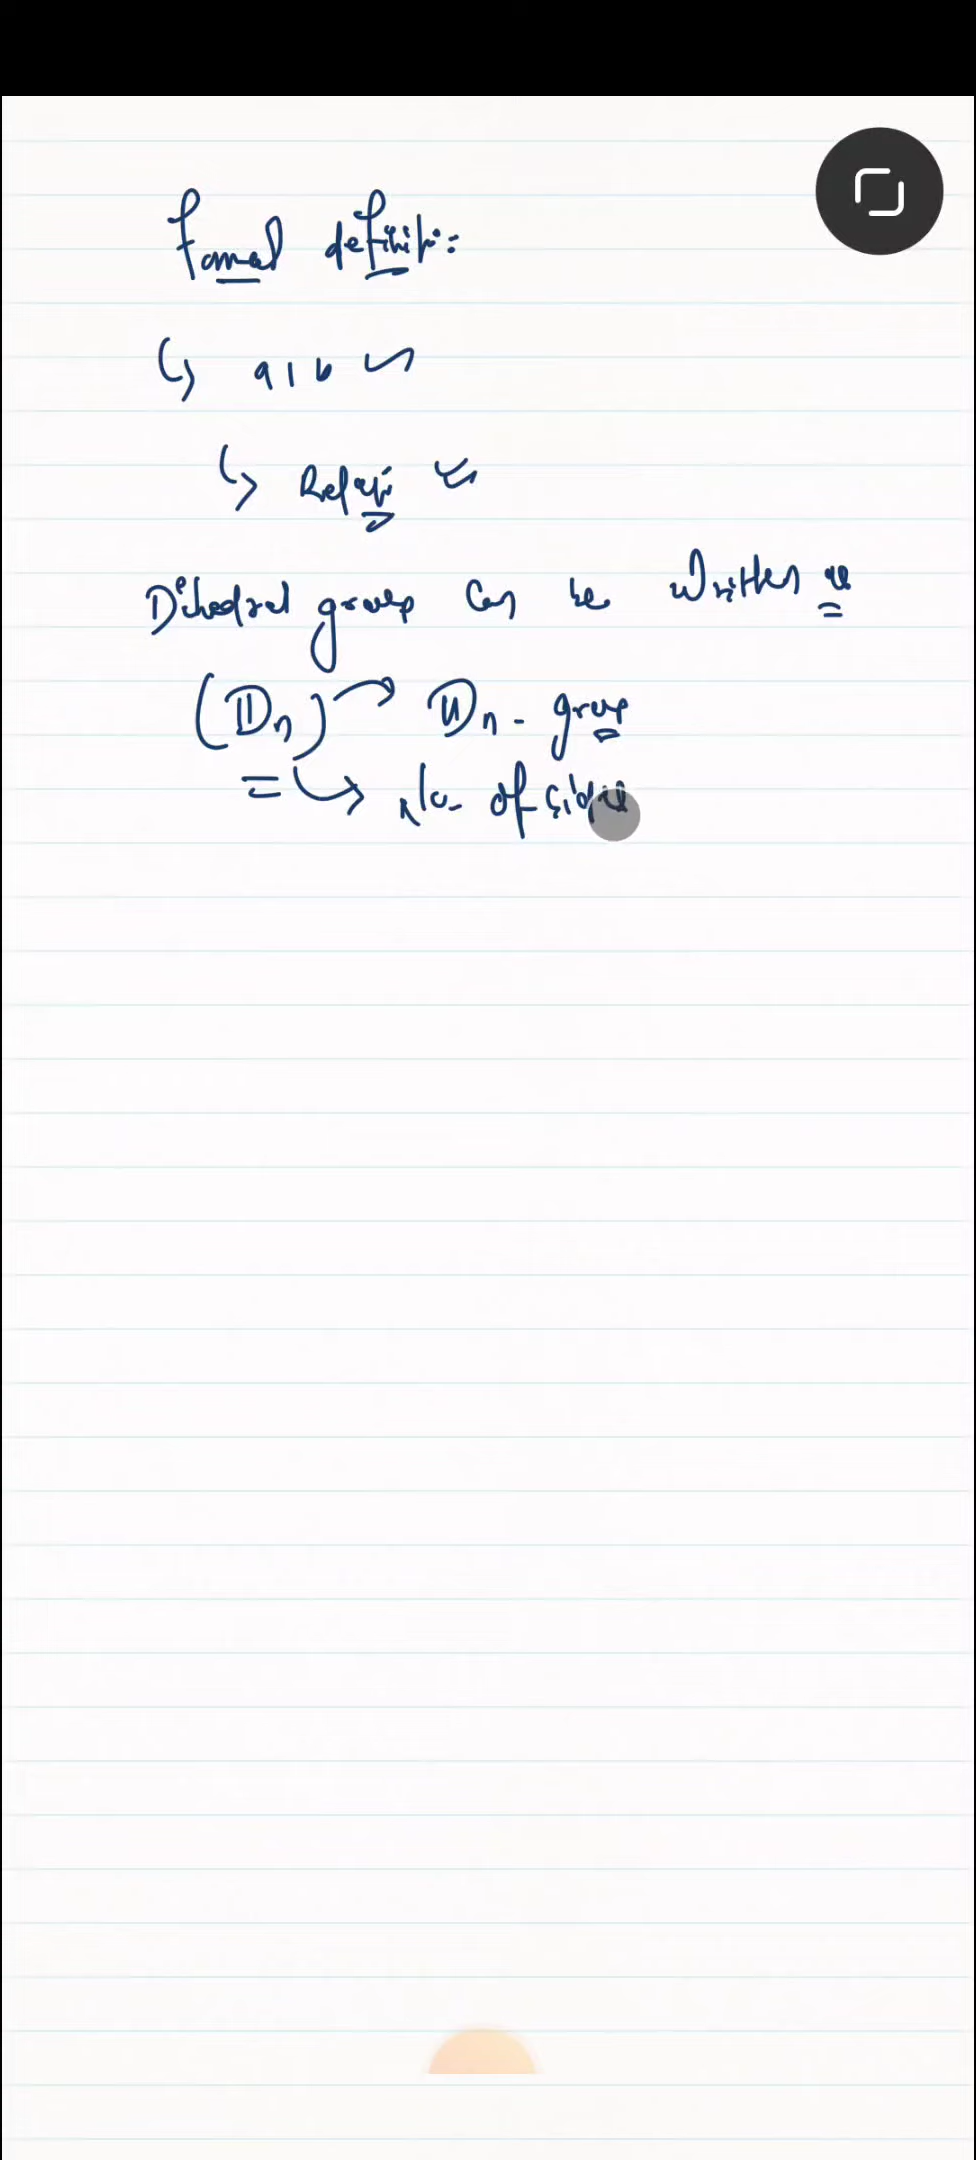 Formal definition:
↳ a, b
↳ Relation
Dihedral group can be written as
(Dn) → Dn - group
= ↳ No. of sides